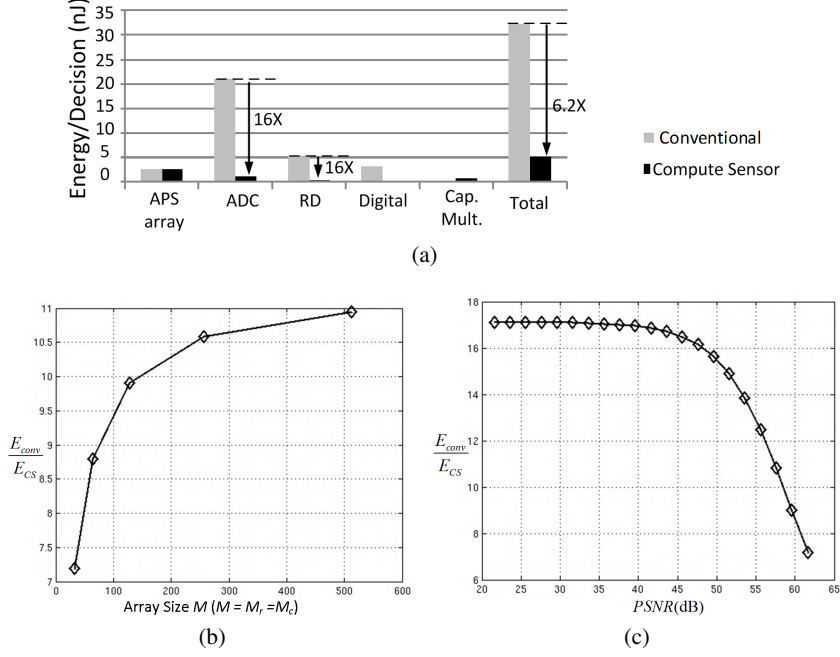 Energy/Decision (nJ)
35
30
25
20
15
10
5
0
16X
16X
6.2X
APS array
ADC
RD
Digital
Cap. Mult.
Total
Conventional
Compute Sensor
(a)
E_conv
E_CS
11
10.5
10
9.5
9
8.5
8
7.5
7
0
100
200
300
400
500
600
Array Size M (M = M_r =M_c)
(b)
E_conv
E_CS
18
16
14
12
10
8
6
20
25
30
35
40
45
50
55
60
65
PSNR(dB)
(c)